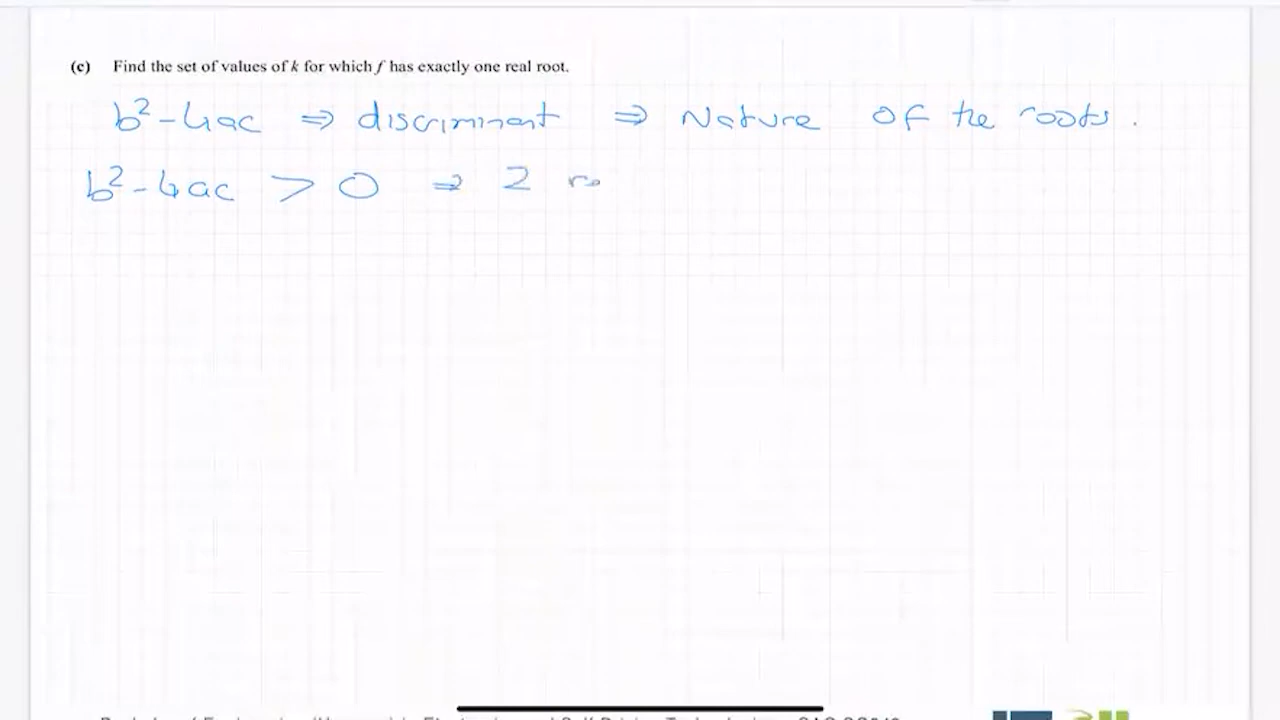 (c) Find the set of values of k for which f has exactly one real root.
b² - 4ac ⇒ discriminant ⇒ Nature of the roots.
b² - 4ac > 0 ⇒ 2 ro